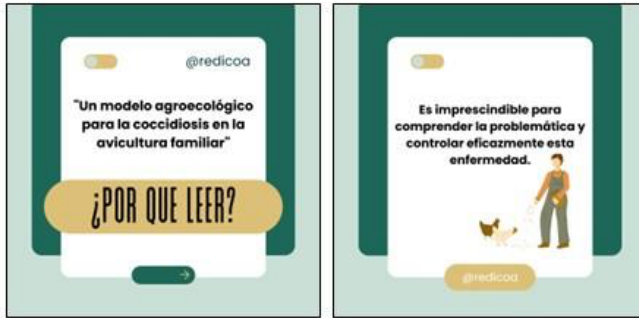 @redicoa
"Un modelo agroecológico
para la coccidiosis en la
avicultura familiar"
¿POR QUE LEER?
Es imprescindible para
comprender la problemática y
controlar eficazmente esta
enfermedad.
@redicoa